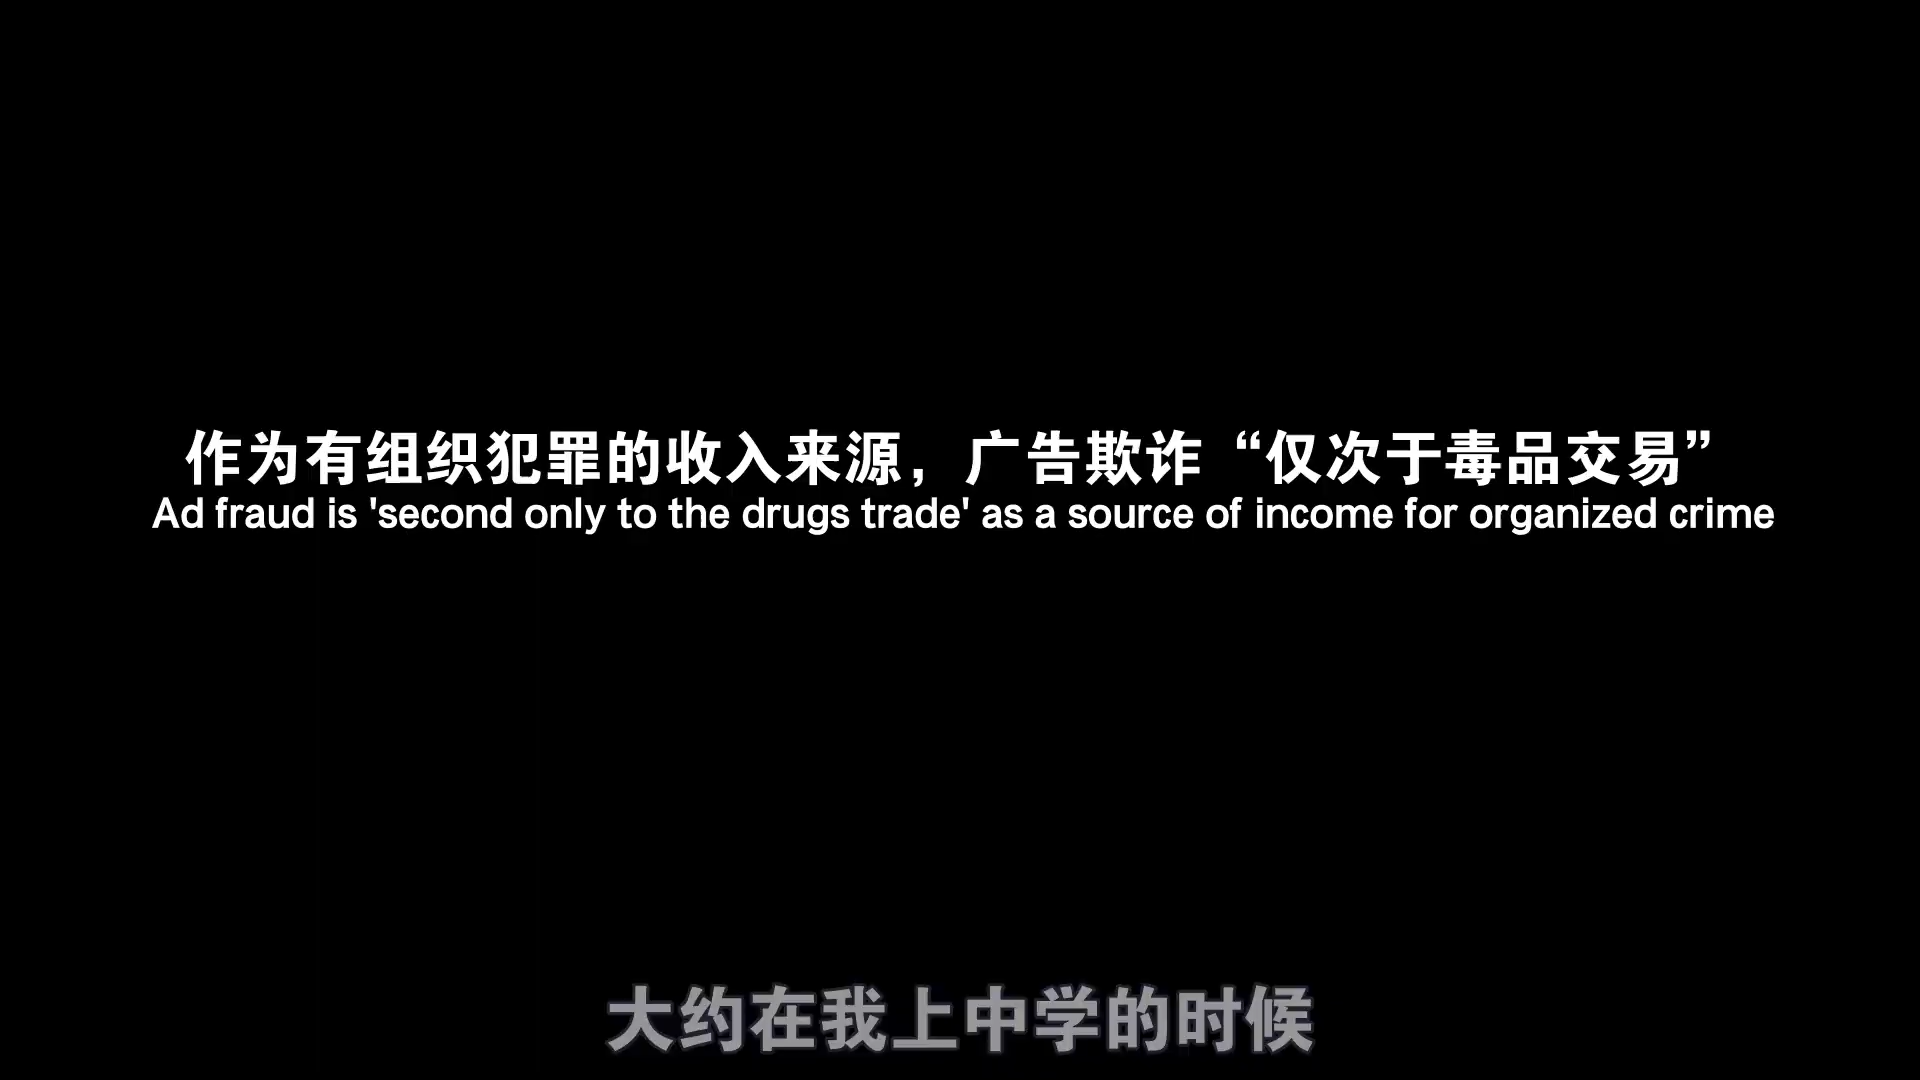 作为有组织犯罪的收入来源，广告欺诈“仅次于毒品交易”
Ad fraud is 'second only to the drugs trade' as a source of income for organized crime
大约在我上中学的时候